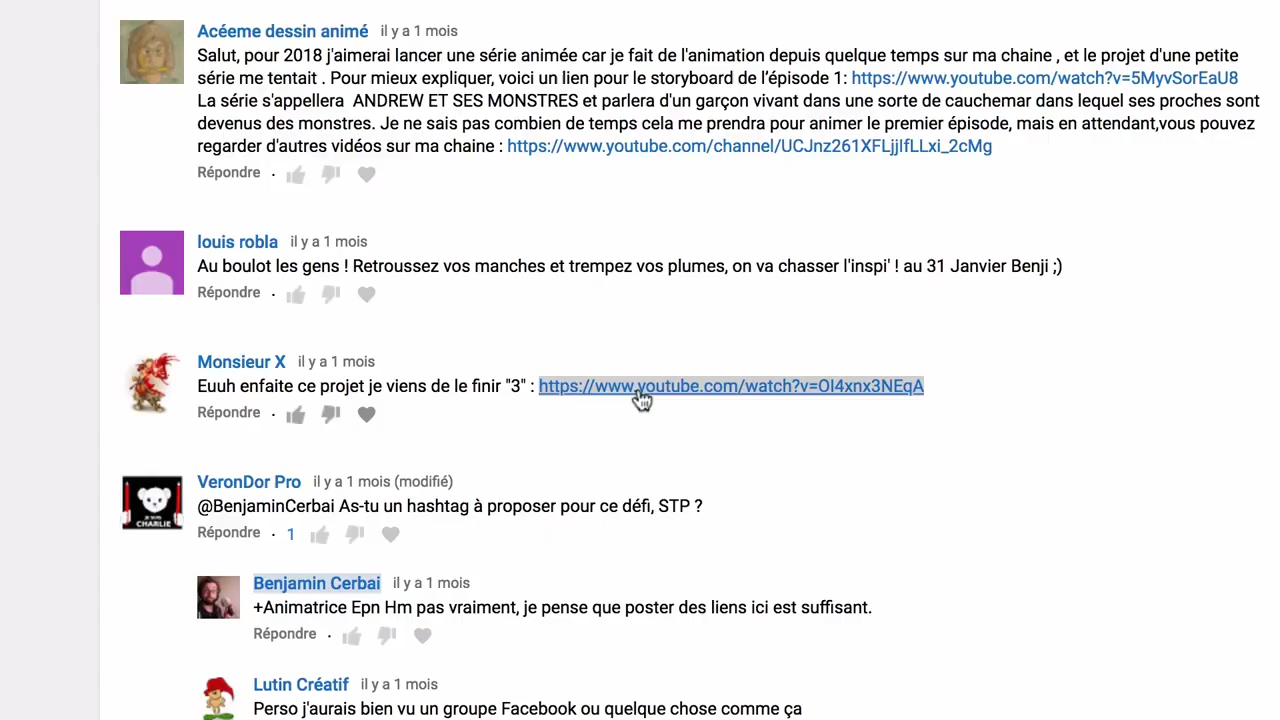 Acéeme dessin animé il y a 1 mois
Salut, pour 2018 j'aimerai lancer une série animée car je fait de l'animation depuis quelque temps sur ma chaine , et le projet d'une petite
série me tentait . Pour mieux expliquer, voici un lien pour le storyboard de l’épisode 1: https://www.youtube.com/watch?v=5MyvSorEaU8
La série s'appellera ANDREW ET SES MONSTRES et parlera d'un garçon vivant dans une sorte de cauchemar dans lequel ses proches sont
devenus des monstres. Je ne sais pas combien de temps cela me prendra pour animer le premier épisode, mais en attendant,vous pouvez
regarder d'autres vidéos sur ma chaine : https://www.youtube.com/channel/UCJnz261XFLjjIfLLxi_2cMg
Répondre ·
louis robla il y a 1 mois
Au boulot les gens ! Retroussez vos manches et trempez vos plumes, on va chasser l'inspi' ! au 31 Janvier Benji ;)
Répondre ·
Monsieur X il y a 1 mois
Euuh enfaite ce projet je viens de le finir "3" : https://www.youtube.com/watch?v=OI4xnx3NEqA
Répondre ·
VeronDor Pro il y a 1 mois (modifié)
@BenjaminCerbai As-tu un hashtag à proposer pour ce défi, STP ?
JE SUIS
CHARLIE
Répondre · 1
Benjamin Cerbai il y a 1 mois
+Animatrice Epn Hm pas vraiment, je pense que poster des liens ici est suffisant.
Répondre ·
Lutin Créatif il y a 1 mois
Perso j'aurais bien vu un groupe Facebook ou quelque chose comme ça